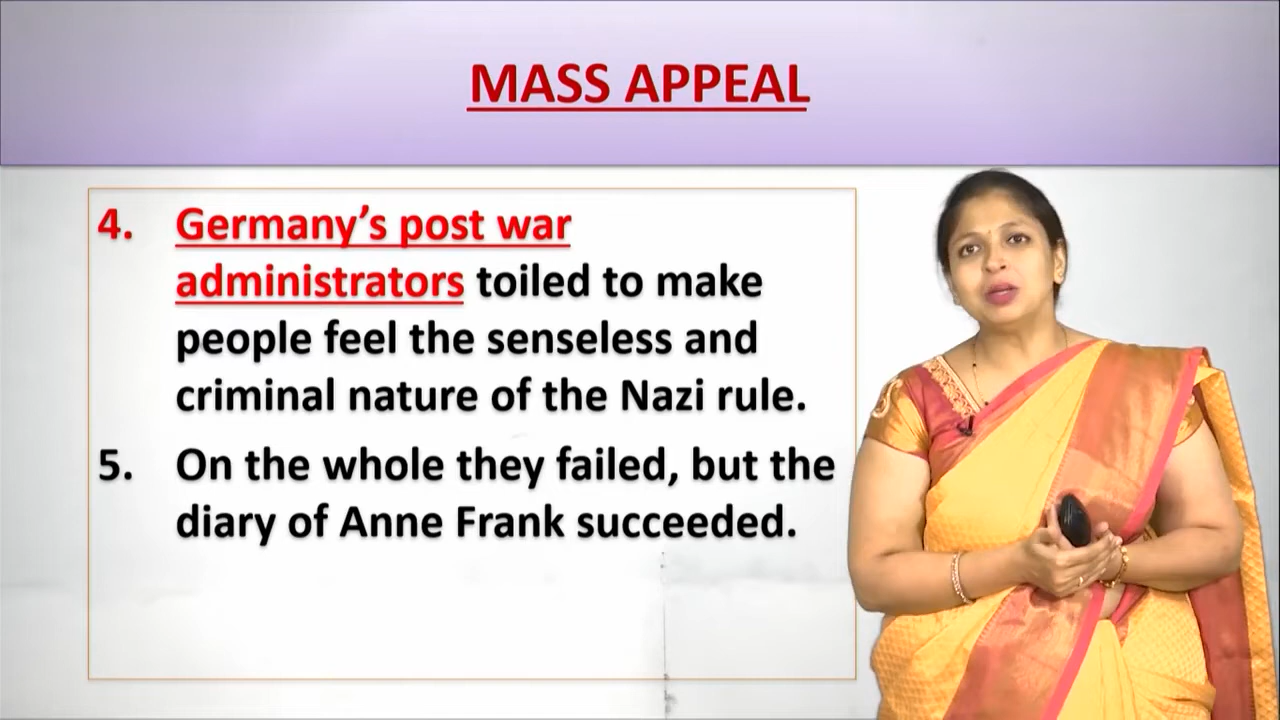 MASS APPEAL
4. Germany’s post war
administrators toiled to make
people feel the senseless and
criminal nature of the Nazi rule.
5. On the whole they failed, but the
diary of Anne Frank succeeded.